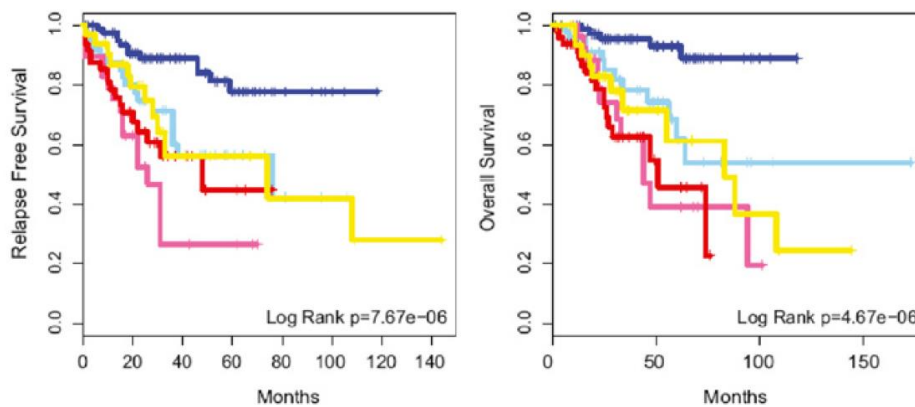 Relapse Free Survival
1.0
0.8
0.6
0.4
0.2
0.0
Log Rank p=7.67e-06
0 20 40 60 80 100 120 140
Months
Overall Survival
1.0
0.8
0.6
0.4
0.2
0.0
Log Rank p=4.67e-06
0 50 100 150
Months